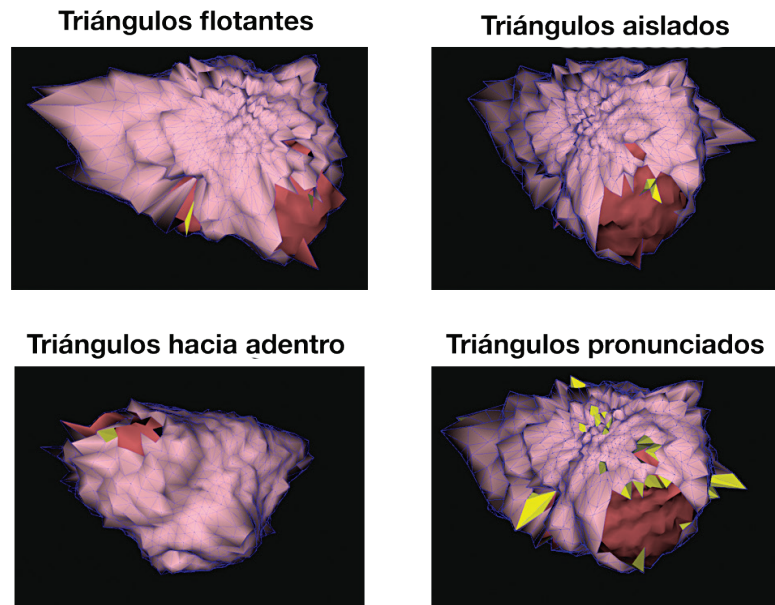 Triángulos flotantes
Triángulos aislados
Triángulos hacia adentro
Triángulos pronunciados